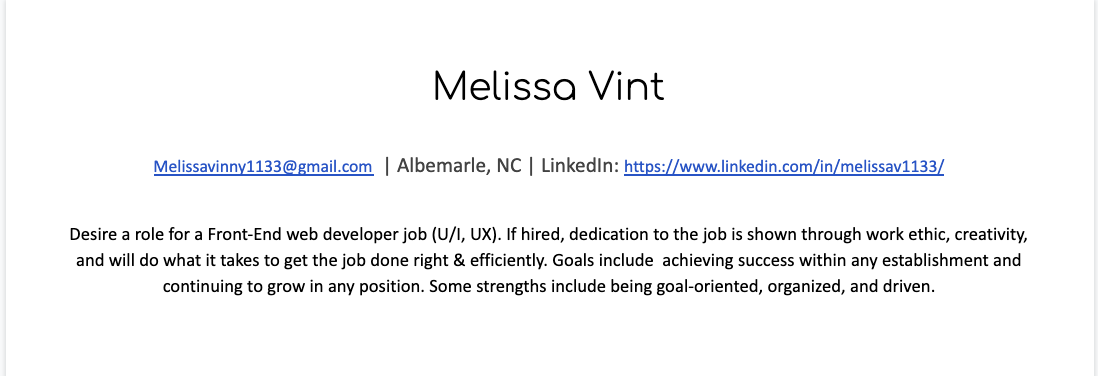 Melissa Vint
Melissavinny1133@gmail.com | Albemarle, NC | LinkedIn: https://www.linkedin.com/in/melissav1133/
Desire a role for a Front-End web developer job (U/I, UX). If hired, dedication to the job is shown through work ethic, creativity,
and will do what it takes to get the job done right & efficiently. Goals include  achieving success within any establishment and
continuing to grow in any position. Some strengths include being goal-oriented, organized, and driven.